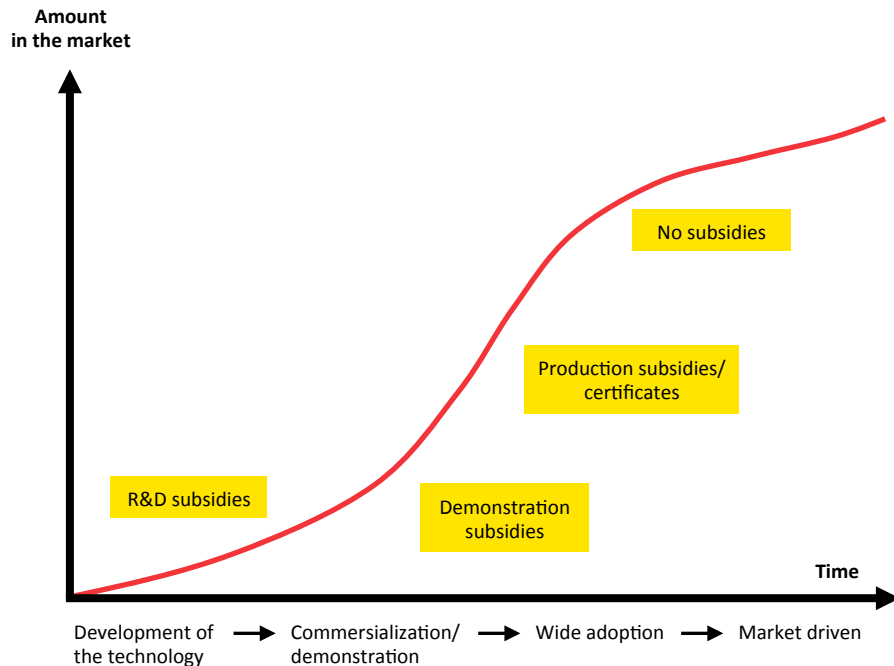 Amount
in the market
No subsidies
Production subsidies/
certificates
R&D subsidies
Demonstration
subsidies
Time
Development of
the technology
Commersialization/
demonstration
Wide adoption
Market driven